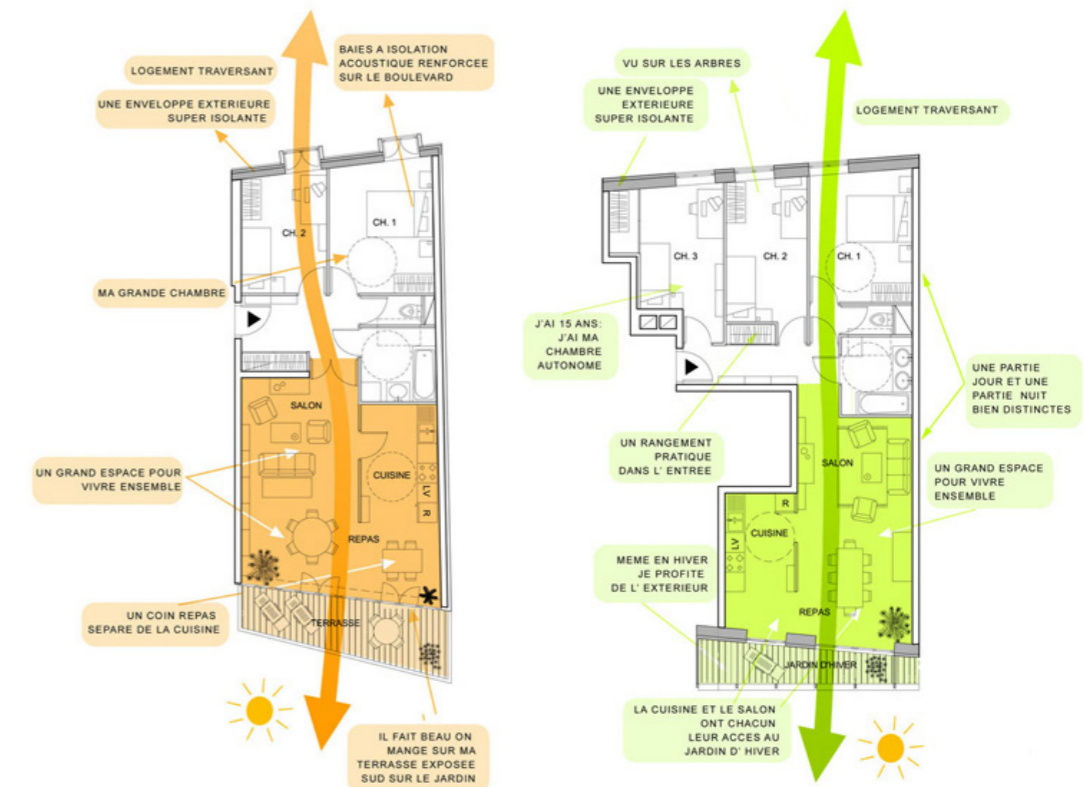 LOGEMENT TRAVERSANT
UNE ENVELOPPE EXTERIEURE
SUPER ISOLANTE
BAIES A ISOLATION
ACOUSTIQUE RENFORCEE
SUR LE BOULEVARD
CH. 2
CH. 1
MA GRANDE CHAMBRE
SALON
UN GRAND ESPACE POUR
VIVRE ENSEMBLE
CUISINE
LV
R
REPAS
UN COIN REPAS
SEPARE DE LA CUISINE
TERRASSE
IL FAIT BEAU ON
MANGE SUR MA
TERRASSE EXPOSEE
SUD SUR LE JARDIN
VU SUR LES ARBRES
UNE ENVELOPPE
EXTERIEURE
SUPER ISOLANTE
LOGEMENT TRAVERSANT
CH. 3
CH. 2
CH. 1
J'AI 15 ANS:
J'AI MA
CHAMBRE
AUTONOME
UNE PARTIE
JOUR ET UNE
PARTIE NUIT
BIEN DISTINCTES
UN RANGEMENT
PRATIQUE
DANS L' ENTREE
SALON
UN GRAND ESPACE
POUR VIVRE
ENSEMBLE
R
CUISINE
LV
MEME EN HIVER
JE PROFITE
DE L' EXTERIEUR
REPAS
JARDIN D'HIVER
LA CUISINE ET LE SALON
ONT CHACUN
LEUR ACCES AU
JARDIN D' HIVER